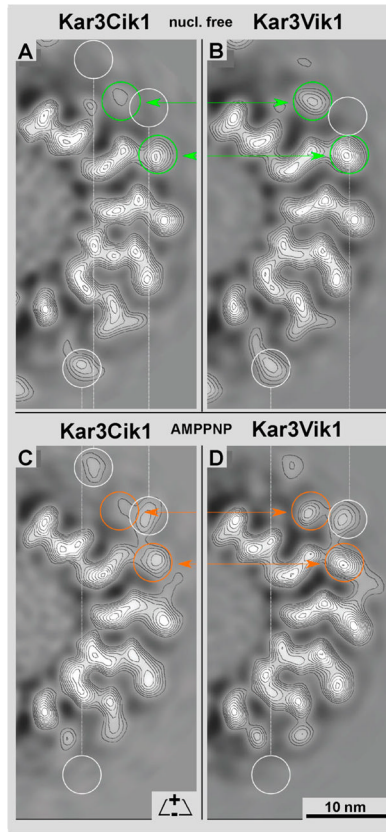 Kar3Cik1 nucl. free Kar3Vik1
A B
Kar3Cik1 AMPPNP Kar3Vik1
C D
+
-
10 nm